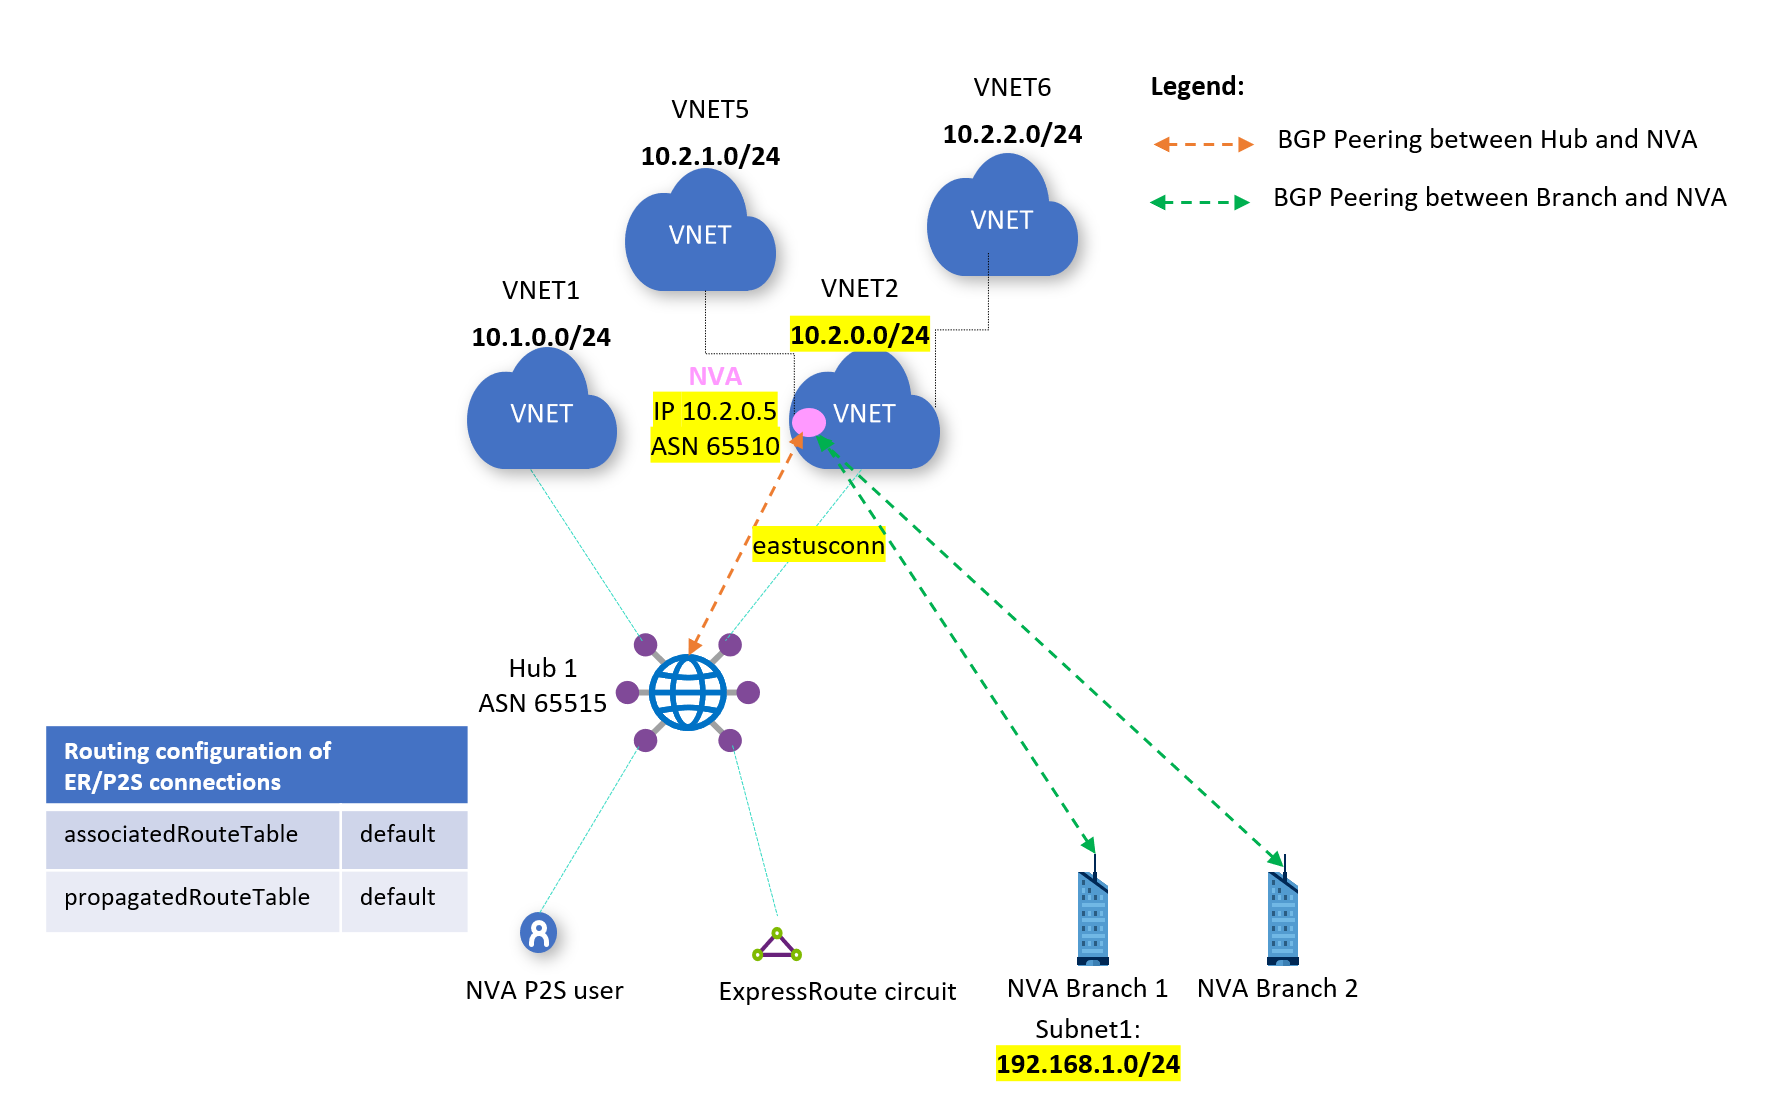 VNET6
10.2.2.0/24
VNET
VNET5
10.2.1.0/24
VNET
Legend:
BGP Peering between Hub and NVA
BGP Peering between Branch and NVA
VNET1
10.1.0.0/24
VNET
VNET2
10.2.0.0/24
VNET
NVA
IP 10.2.0.5
ASN 65510
eastusconn
Hub 1
ASN 65515
Routing configuration of
ER/P2S connections
associatedRouteTable default
propagatedRouteTable default
NVA P2S user
ExpressRoute circuit
NVA Branch 1
Subnet1:
192.168.1.0/24
NVA Branch 2